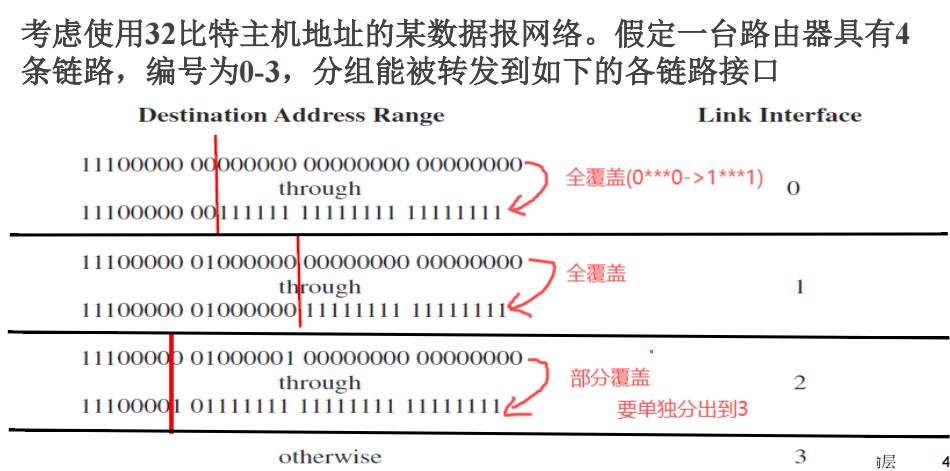 考虑使用32比特主机地址的某数据报网络。假定一台路由器具有4
条链路，编号为0-3，分组能被转发到如下的各链路接口
Destination Address Range Link Interface
11100000 00000000 00000000 00000000
through 全覆盖(0***0->1***1) 0
11100000 00111111 11111111 11111111
11100000 01000000 00000000 00000000
through 全覆盖 1
11100000 01000000 11111111 11111111
11100000 01000001 00000000 00000000
through 部分覆盖 2
11100001 01111111 11111111 11111111 要单独分出到3
otherwise 3
层 4